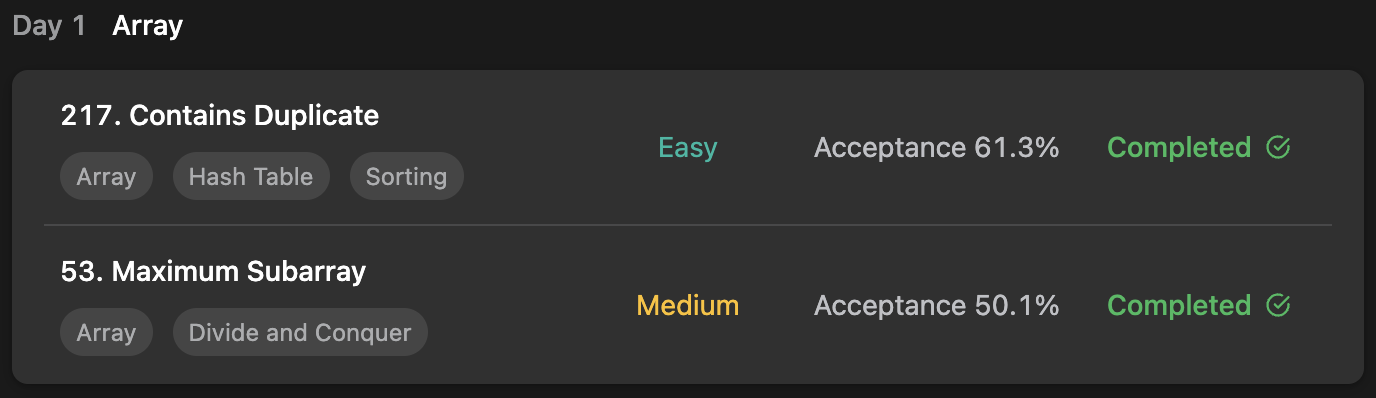 Day 1 Array
217. Contains Duplicate
Easy Acceptance 61.3% Completed
Array Hash Table Sorting
53. Maximum Subarray
Medium Acceptance 50.1% Completed
Array Divide and Conquer